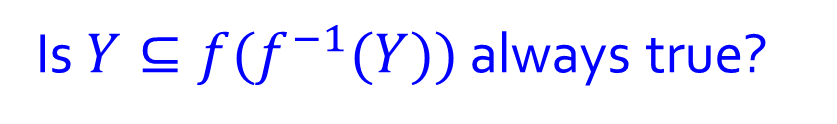 Is 𝑌 ⊆ 𝑓(𝑓⁻¹(𝑌)) always true?